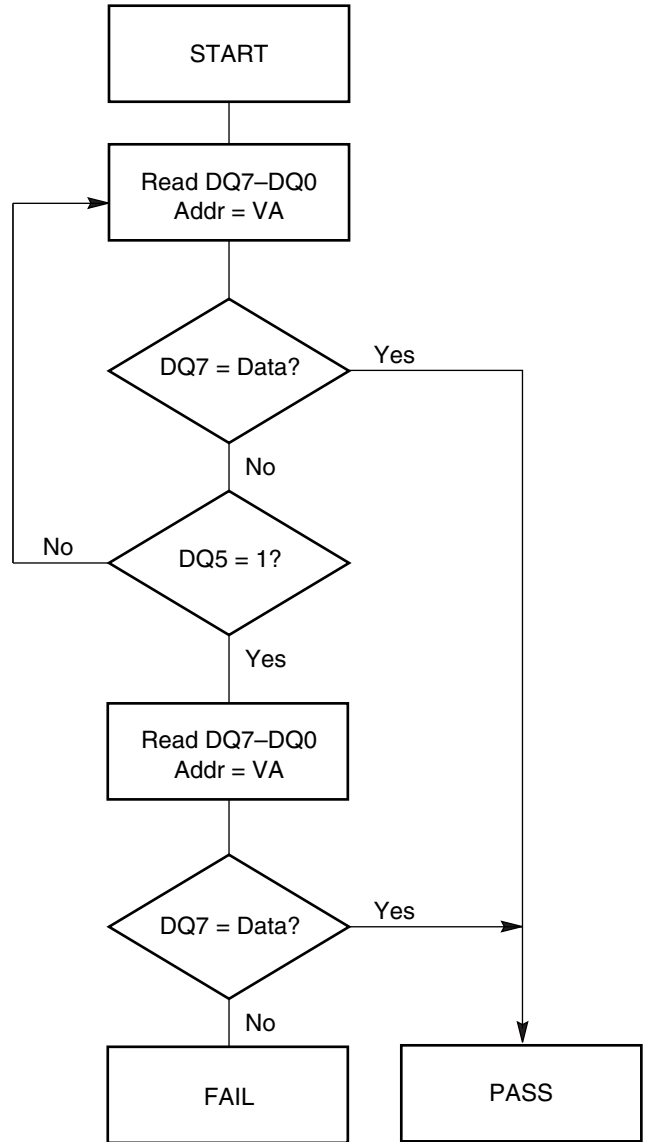 START
Read DQ7–DQ0
Addr = VA
DQ7 = Data?
Yes
No
No
DQ5 = 1?
Yes
Read DQ7–DQ0
Addr = VA
DQ7 = Data?
Yes
No
FAIL
PASS